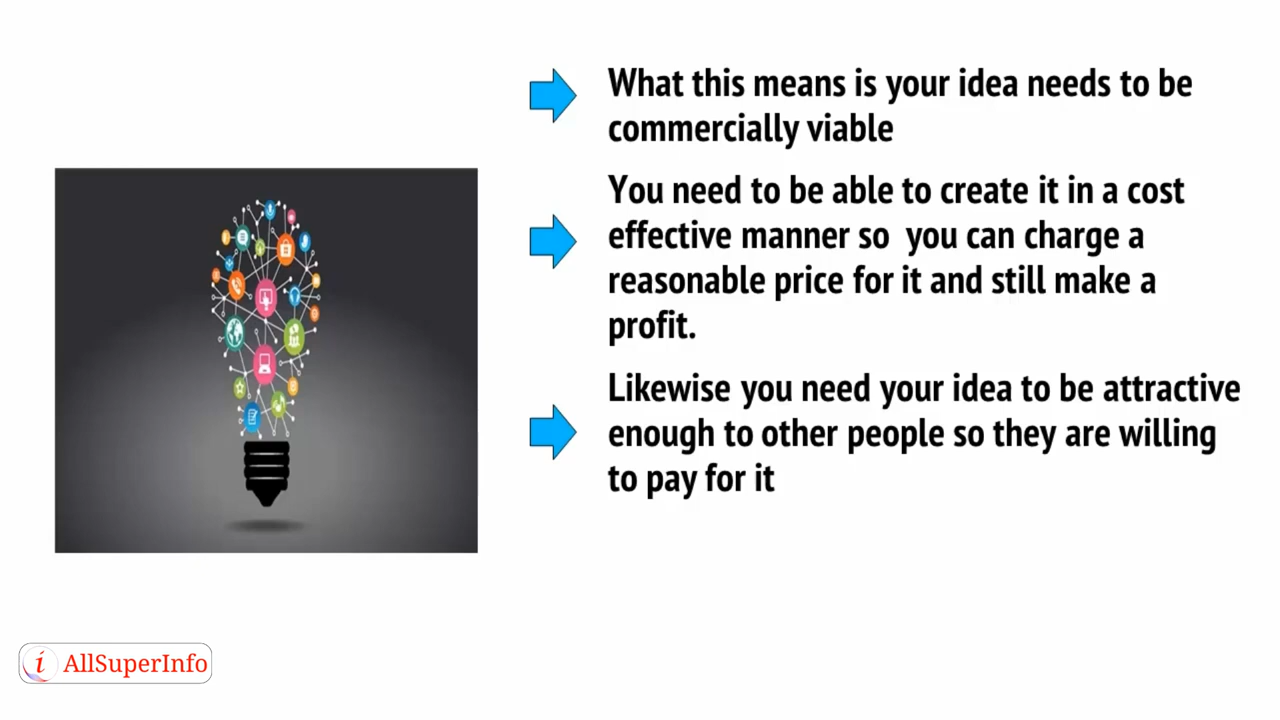 What this means is your idea needs to be
commercially viable
You need to be able to create it in a cost
effective manner so  you can charge a
reasonable price for it and still make a
profit.
Likewise you need your idea to be attractive
enough to other people so they are willing
to pay for it
i AllSuperInfo